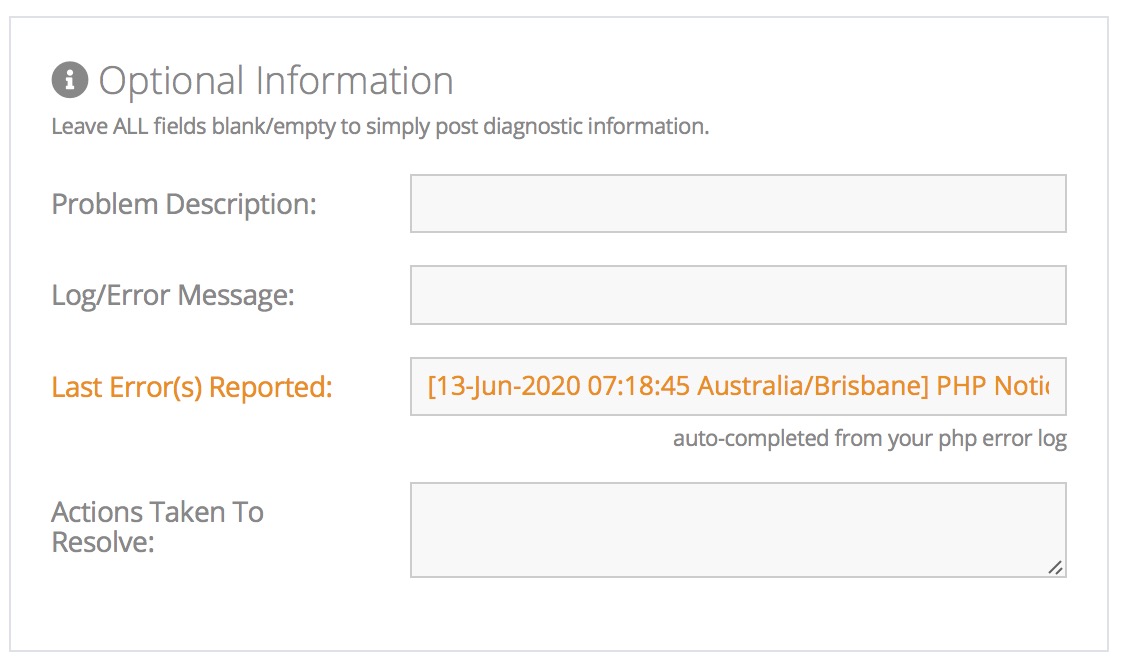 Optional Information
Leave ALL fields blank/empty to simply post diagnostic information.
Problem Description:
Log/Error Message:
Last Error(s) Reported:
[13-Jun-2020 07:18:45 Australia/Brisbane] PHP
auto-completed from your php error log
Actions Taken To
Resolve: